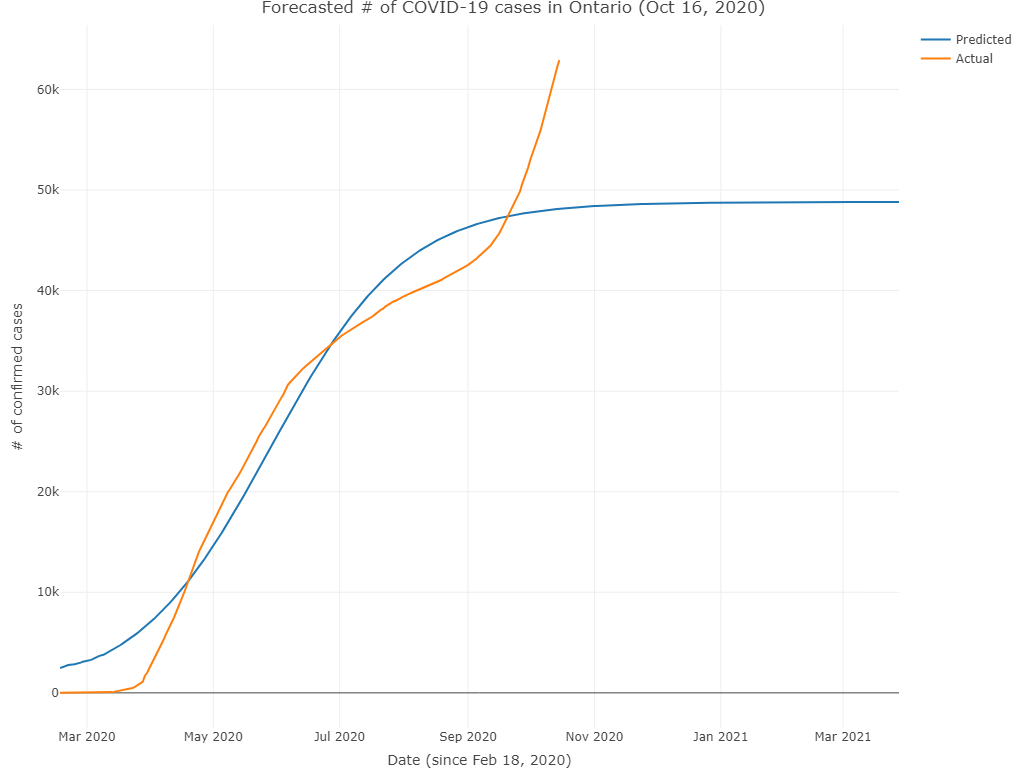 Forecasted # of COVID-19 cases in Ontario (Oct 16, 2020)
Predicted
Actual
60k
50k
40k
30k
20k
10k
0
# of confirmed cases
Mar 2020 May 2020 Jul 2020 Sep 2020 Nov 2020 Jan 2021 Mar 2021
Date (since Feb 18, 2020)